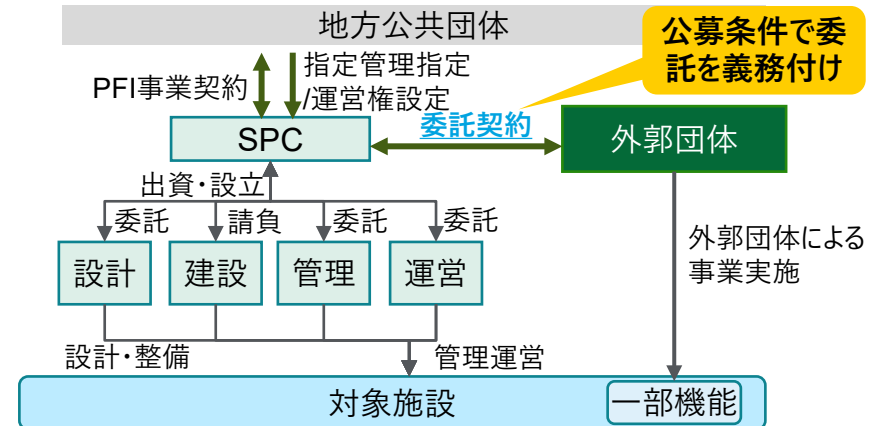 地方公共団体
公募条件で委
託を義務付け
PFI事業契約
指定管理指定
/運営権設定
委託契約
SPC
外郭団体
出資・設立
委託
請負
委託
委託
設計
建設
管理
運営
外郭団体による
事業実施
設計・整備
管理運営
対象施設
一部機能